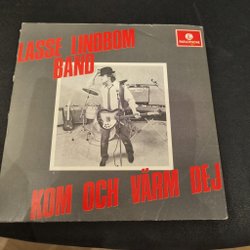 LASSE LINDBOM
BAND
KOM OCH VÄRM DEJ